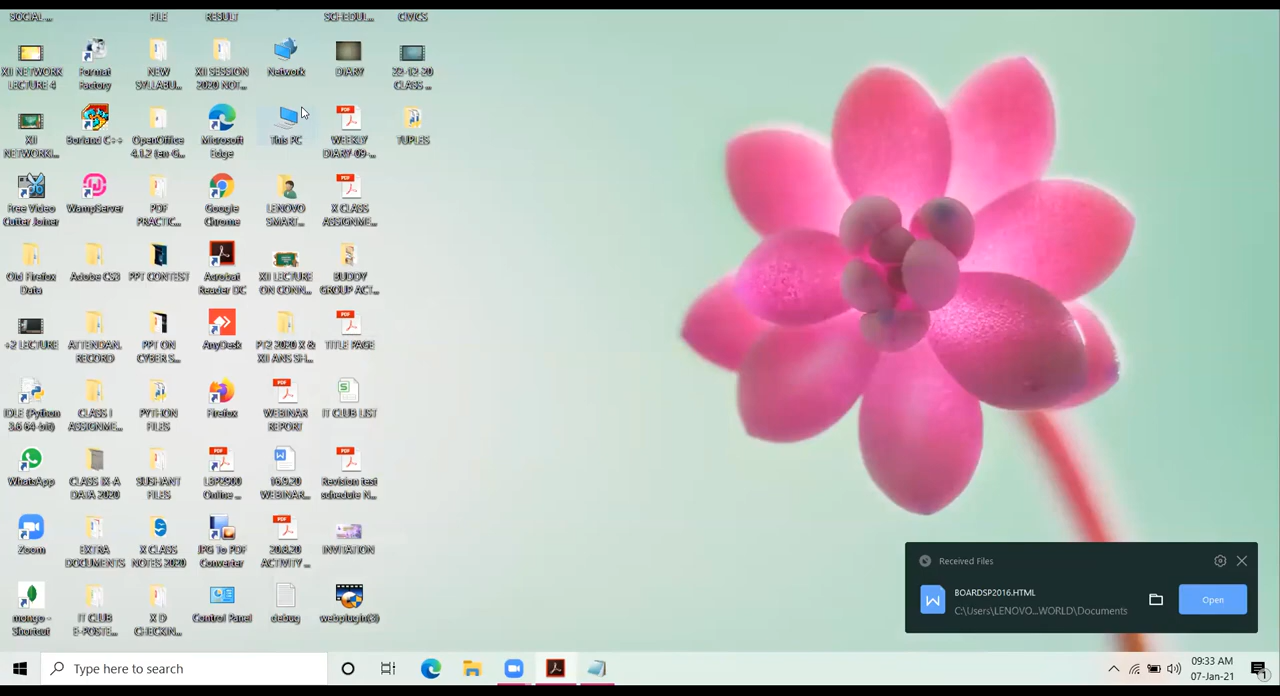 SOCIAL ...
FILE
RESULT
SCHEDUL...
CIVICS
XII NETWORK
LECTURE 4
Format
Factory
NEW
SYLLABU...
XII SESSION
2020 NOT...
Network
DIARY
22-12-20
CLASS ...
XII
NETWORKI...
Borland C++
OpenOffice
4.1.2 (en-G...
Microsoft
Edge
This PC
WEEKLY
DIARY-09-...
TUPLES
Free Video
Cutter Joiner
WampServer
PDF
PRACTIC...
Google
Chrome
LENOVO
SMART...
X CLASS
ASSIGNME...
Old Firefox
Data
Adobe CS3
PPT CONTEST
Acrobat
Reader DC
XII LECTURE
ON CONN...
BUDDY
GROUP ACT...
+2 LECTURE
ATTENDAN..
RECORD
PPT ON
CYBER S...
AnyDesk
PT2 2020 X &
XII ANS SH...
TITLE PAGE
IDLE (Python
3.6 64-bit)
CLASS I
ASSIGNME...
PYTHON
FILES
Firefox
WEBINAR
REPORT
IT CLUB LIST
WhatsApp
CLASS IX-A
DATA 2020
SUSHANT
FILES
LBP2900
Online ...
16.9.20
WEBINAR...
Revision test
schedule N...
Zoom
EXTRA
DOCUMENTS
X CLASS
NOTES 2020
JPG To PDF
Converter
20.8.20
ACTIVITY ...
INVITATION
mongo -
Shortcut
IT CLUB
E-POSTE...
X D
CHECKIN...
Control Panel
debug
webplugin(3)
Received Files
BOARDSP2016.HTML
C:\Users\LENOVO...WORLD\Documents
Open
Type here to search
09:33 AM
07-Jan-21
1